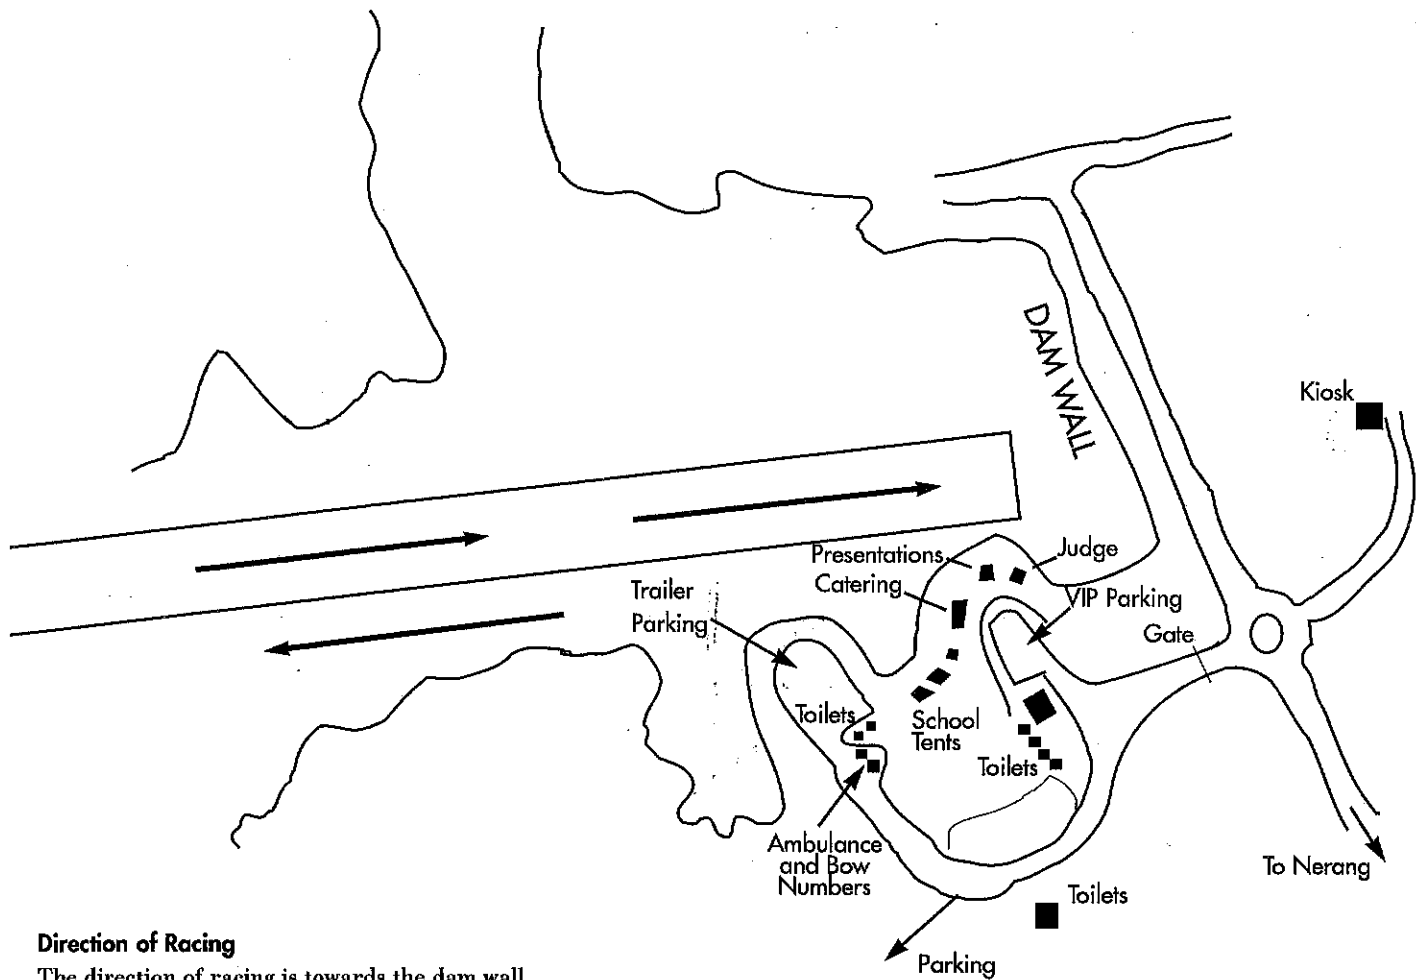 DAM WALL
Kiosk
Presentations
Judge
Catering
Trailer
Parking
VIP Parking
Gate
Toilets
School
Tents
Toilets
Ambulance
and Bow
Numbers
To Nerang
Toilets
Parking
Direction of Racing
The direction of racing is towards the dam wall